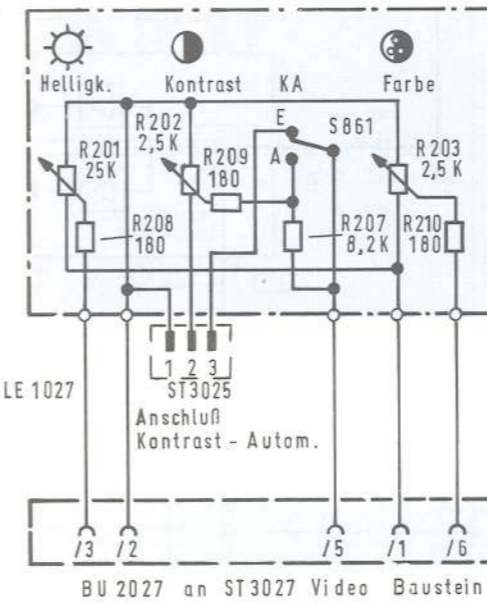 Helligk. Kontrast KA Farbe
E
S861
R202
2,5K
R201
25K
R209
180
A
R203
2,5 K
R208
180
R207
8,2K
R210
180
1 2 3
LE 1027
ST3025
Anschluß
Kontrast - Autom.
/3 /2 /5 /1 /6
BU 2027 an ST3027 Video Baustein